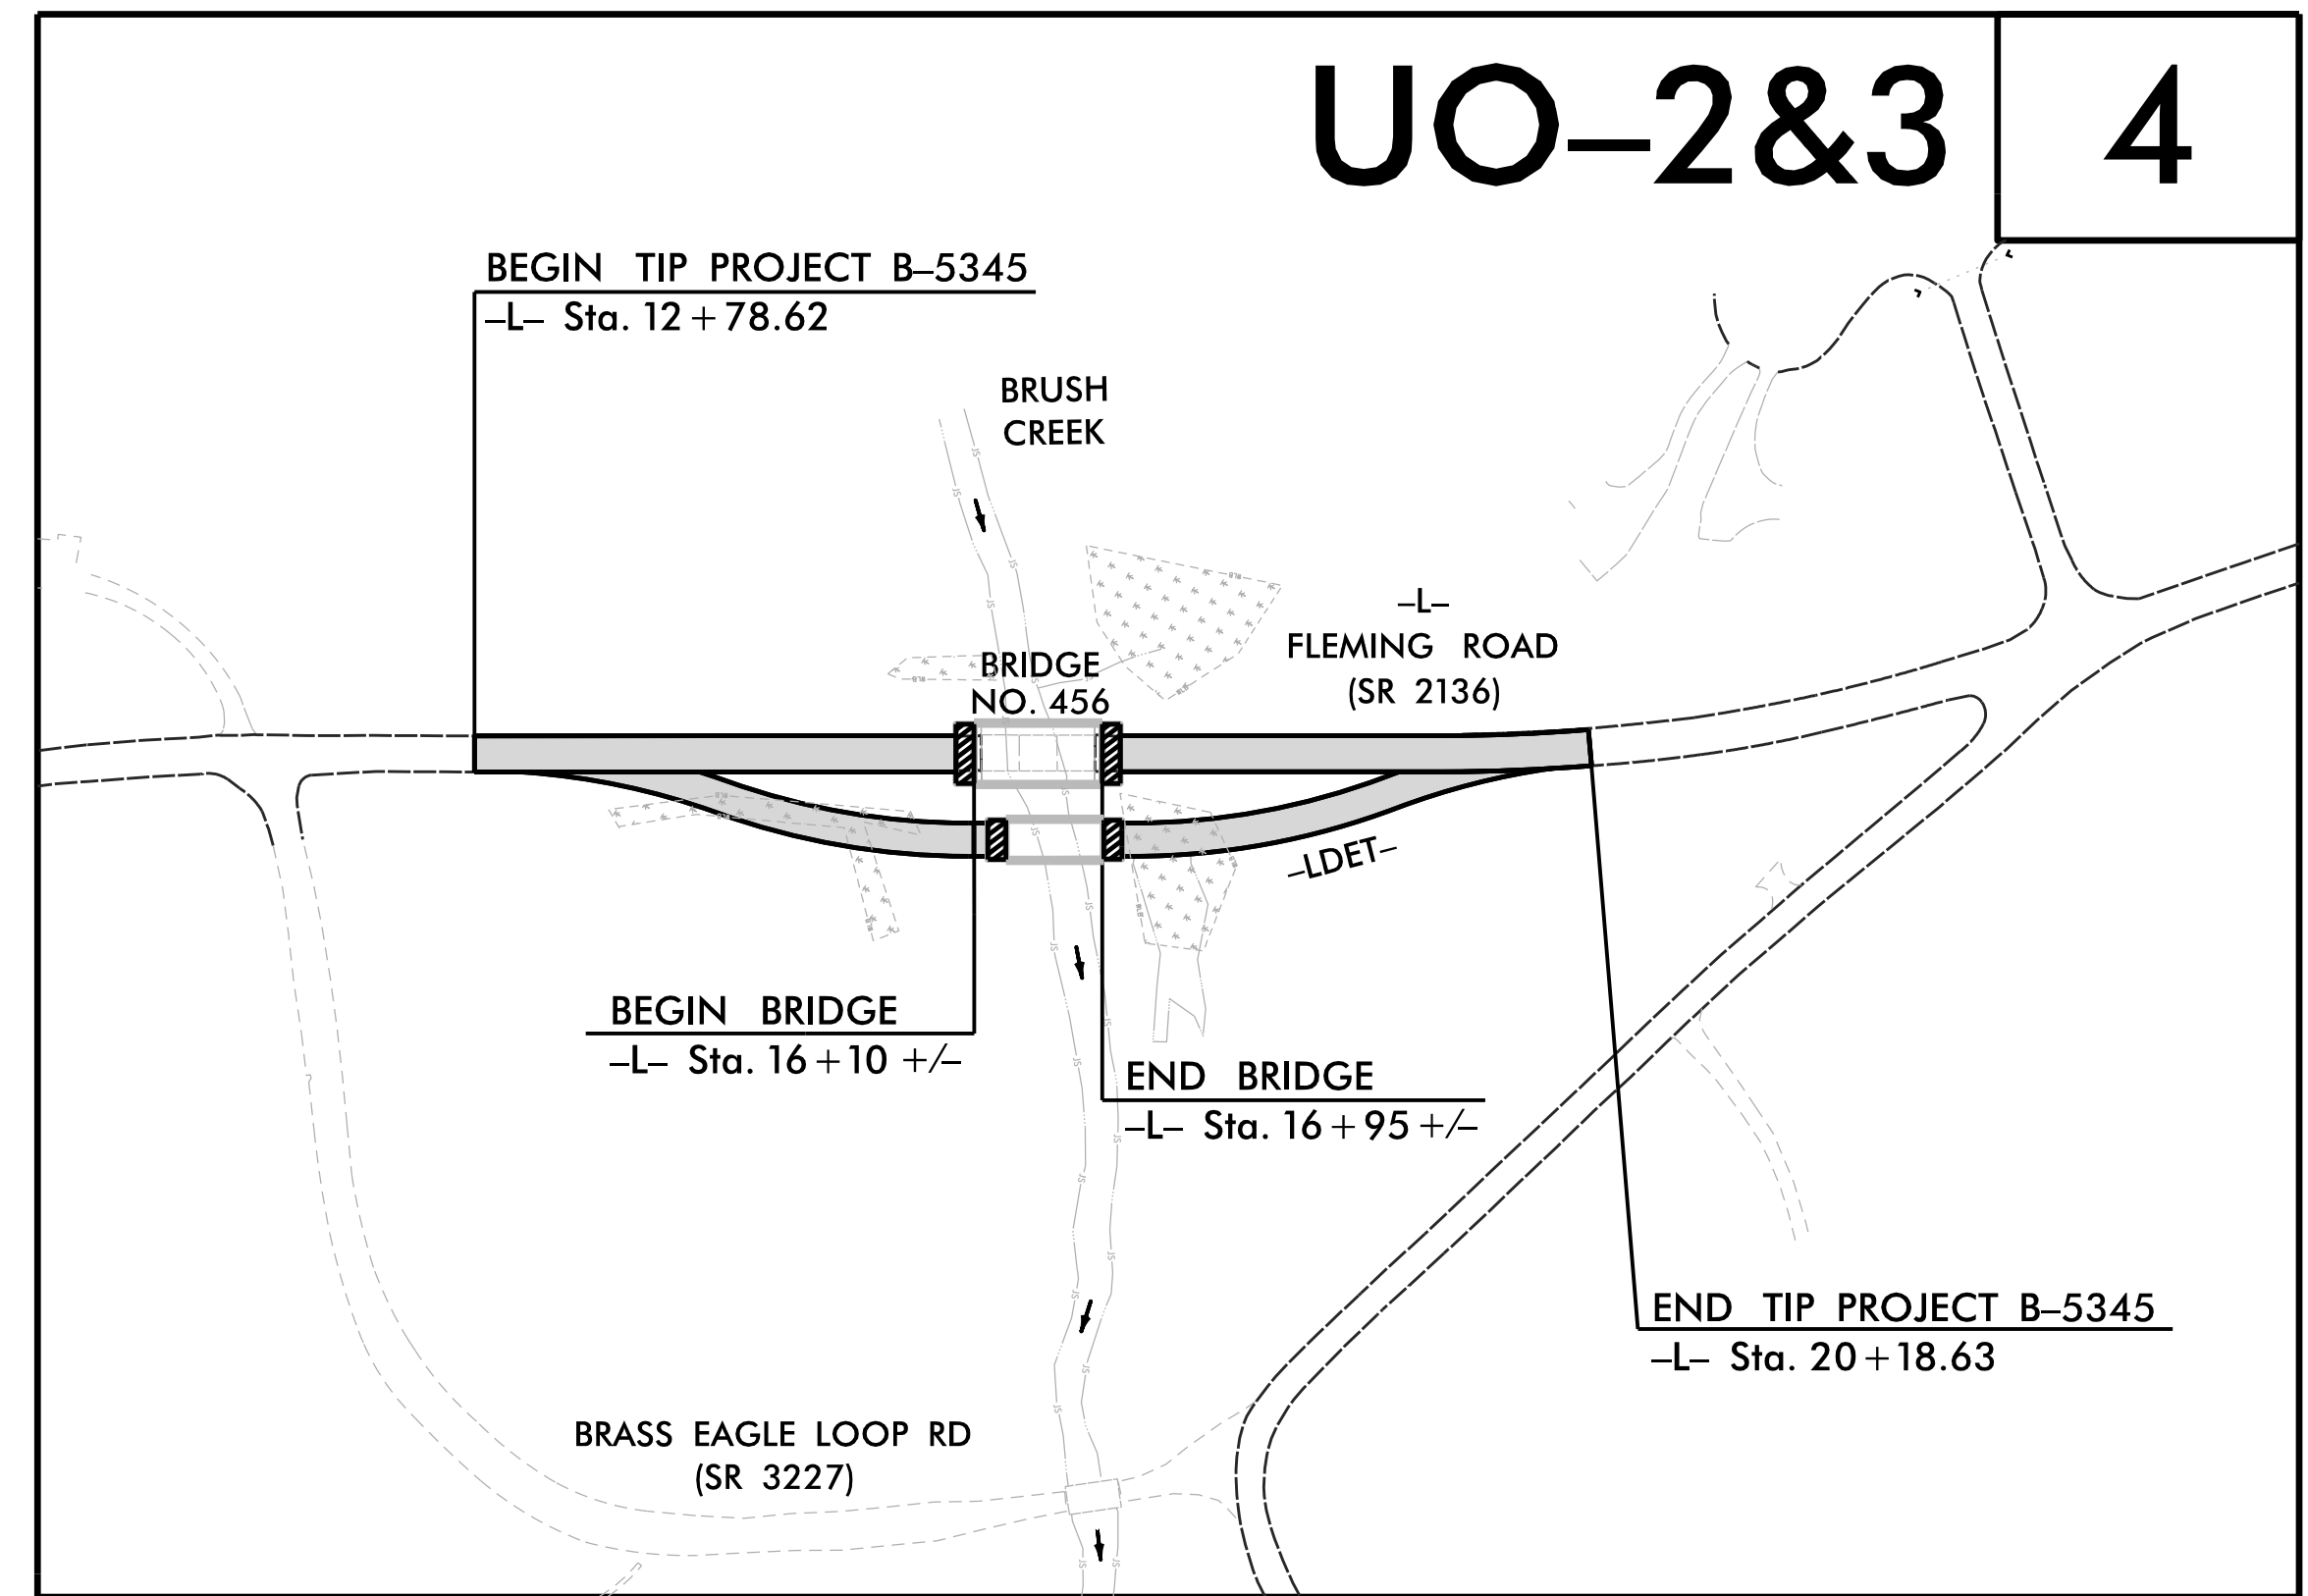 UO–2&3
4
BEGIN TIP PROJECT B–5345
–L– Sta. 12+78.62
BRUSH
CREEK
–L–
FLEMING ROAD
(SR 2136)
BRIDGE
NO. 456
–LDET–
BEGIN BRIDGE
–L– Sta. 16+10 +/–
END BRIDGE
–L– Sta. 16+95 +/–
END TIP PROJECT B–5345
–L– Sta. 20+18.63
BRASS EAGLE LOOP RD
(SR 3227)